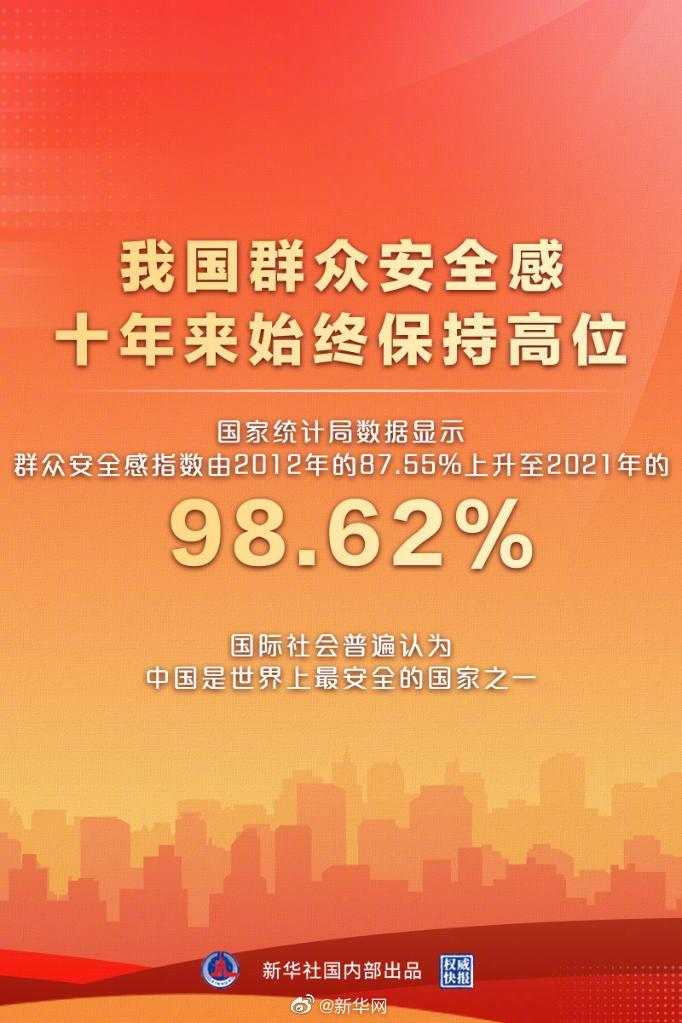 我国群众安全感
十年来始终保持高位
国家统计局数据显示
群众安全感指数由2012年的87.55%上升至2021年的
98.62%
国际社会普遍认为
中国是世界上最安全的国家之一
新华社国内部出品
权威
快报
@新华网